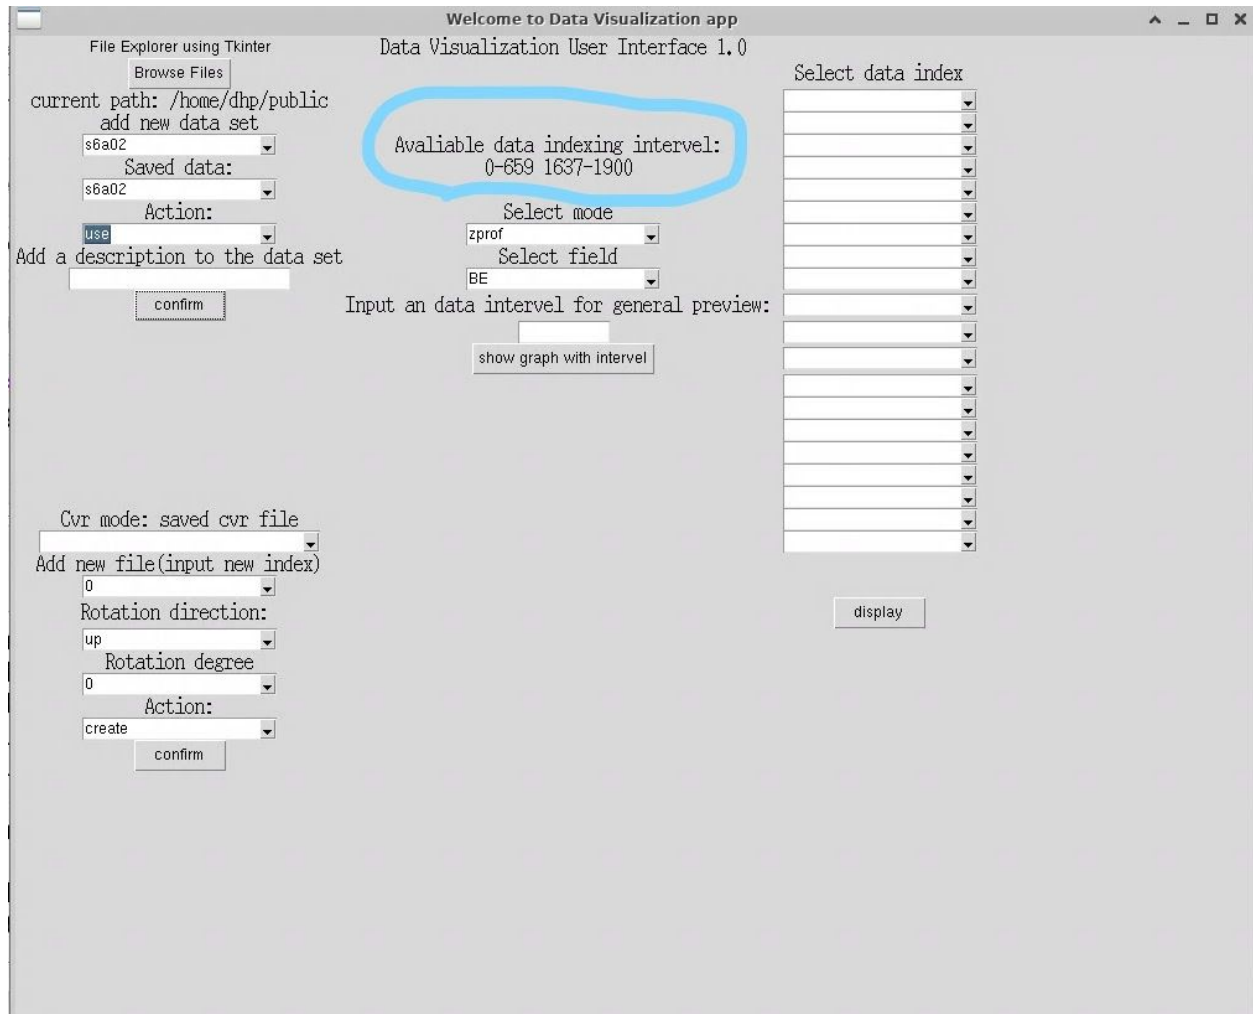 Welcome to Data Visualization app
File Explorer using Tkinter
Browse Files
current path: /home/dhp/public
add new data set
s6a02
Saved data:
s6a02
Action:
use
Add a description to the data set
confirm
Cvr mode: saved cvr file
Add new file(input new index)
0
Rotation direction:
up
Rotation degree
0
Action:
create
confirm
Data Visualization User Interface 1.0
Avaliable data indexing intervel:
0-659 1637-1900
Select mode
zprof
Select field
BE
Input an data intervel for general preview:
show graph with intervel
Select data index
display